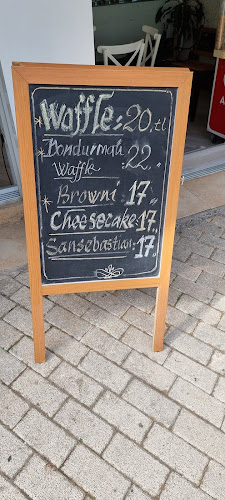 Waffle: 20.tl
Dondurmalı 22 "
Waffle
Browni 17 "
Cheesecake 17 "
Sansebastian: 17 "